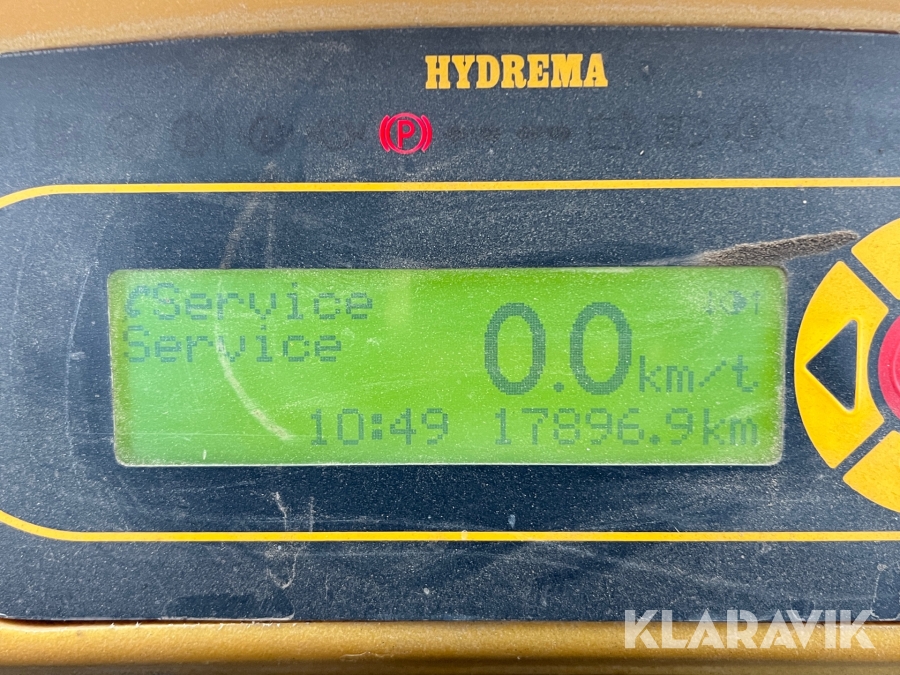 HYDREMA
P
Service
Service
0.0 km/t
10:49 17896.9km
KLARAVIK